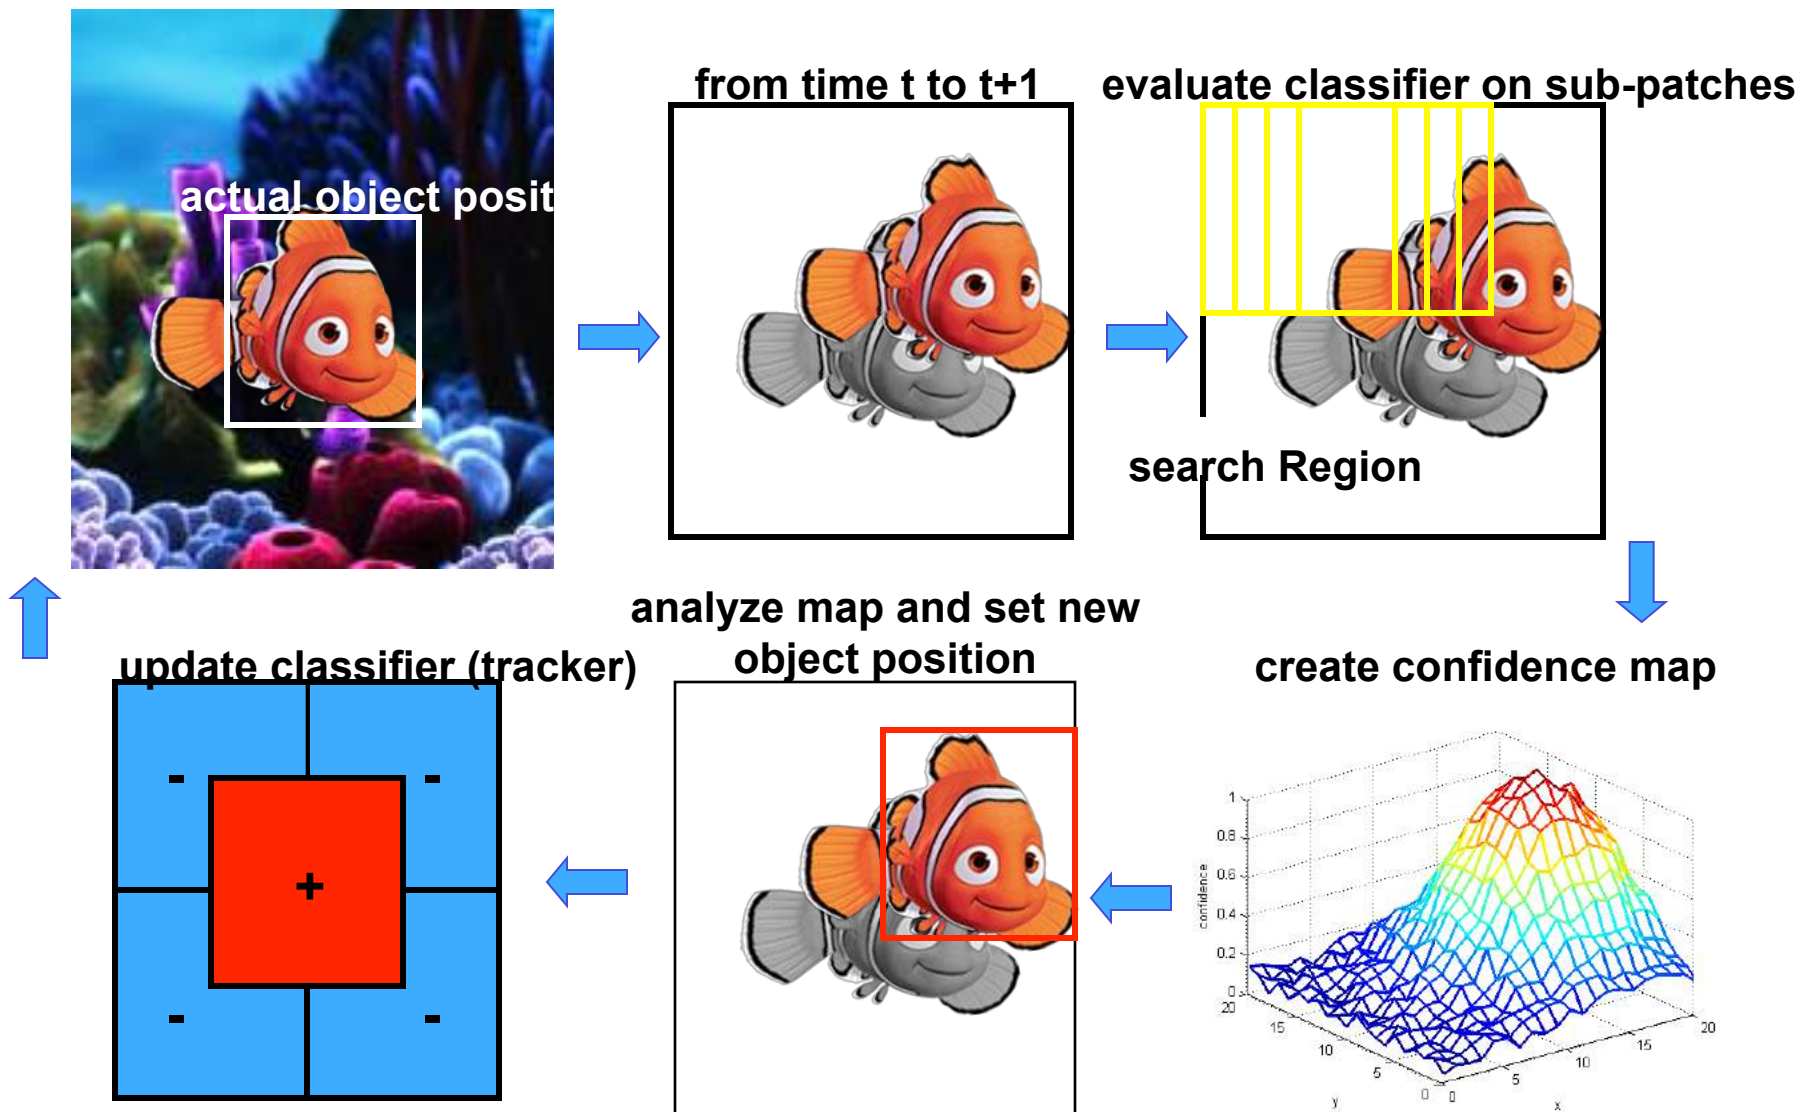 from time t to t+1
evaluate classifier on sub-patches
actual object posit
search Region
analyze map and set new
object position
update classifier (tracker)
create confidence map
-
-
+
-
-
1
0.8
0.6
0.4
0.2
0
confidence
20
15
10
5
0
y
0
5
10
15
20
x